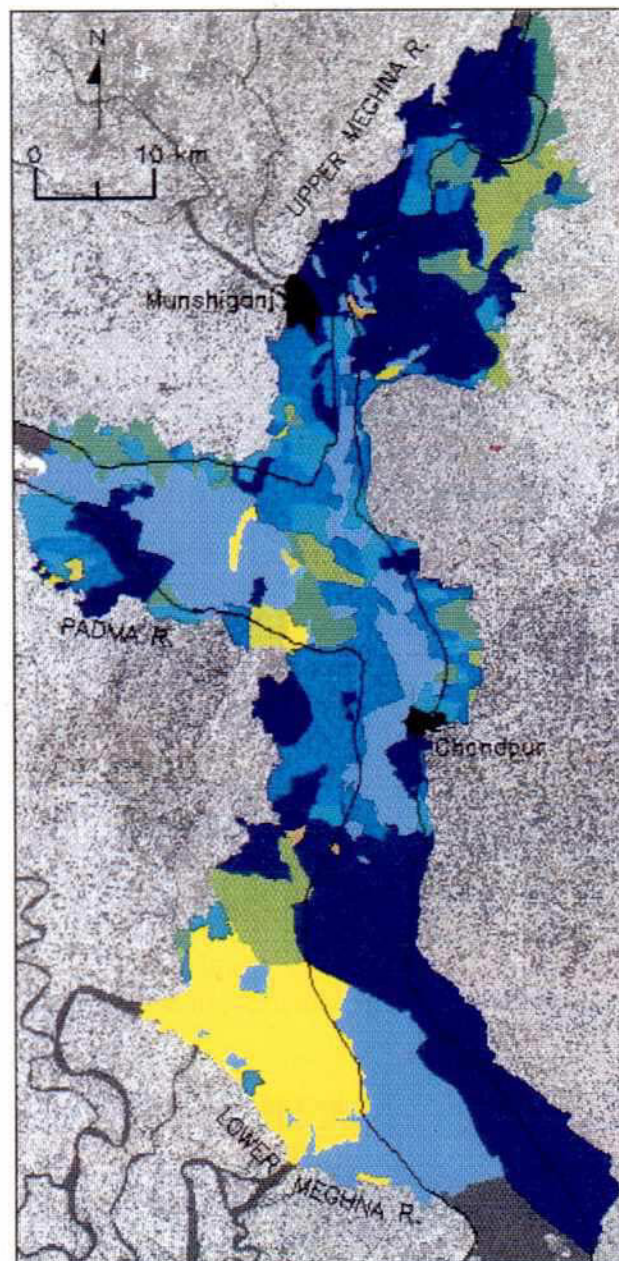 N
0 10 km
UPPER MEGHNA R.
Munshiganj
PADMA R.
Chandpur
LOWER MEGHNA R.